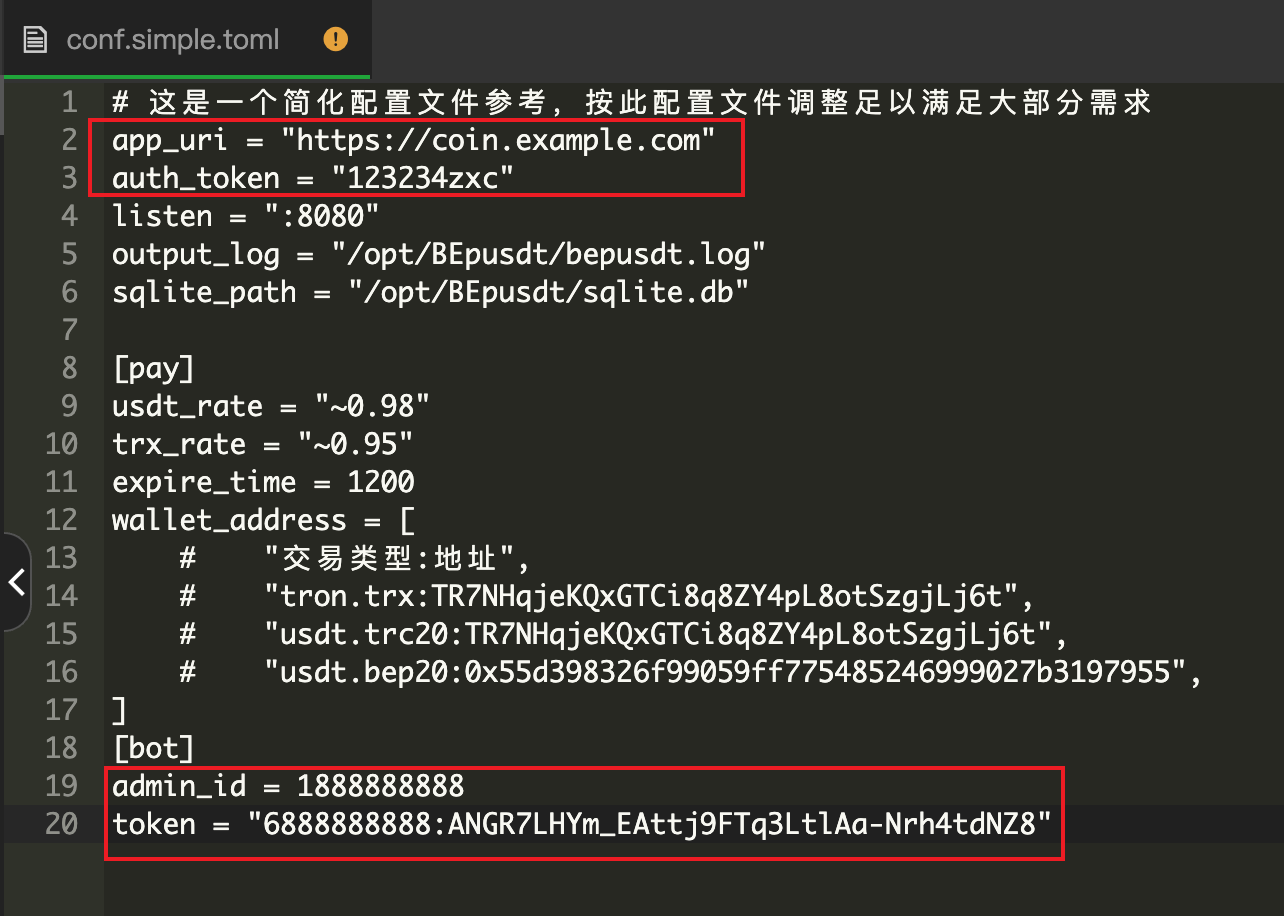 conf.simple.toml
1 # 这是一个简化配置文件参考，按此配置文件调整足以满足大部分需求
2 app_uri = "https://coin.example.com"
3 auth_token = "123234zxc"
4 listen = ":8080"
5 output_log = "/opt/BEpusdt/bepusdt.log"
6 sqlite_path = "/opt/BEpusdt/sqlite.db"
7
8 [pay]
9 usdt_rate = "~0.98"
10 trx_rate = "~0.95"
11 expire_time = 1200
12 wallet_address = [
13     #    "交易类型:地址",
14     #    "tron.trx:TR7NHqjeKQxGTCi8q8ZY4pL8otSzgjLj6t",
15     #    "usdt.trc20:TR7NHqjeKQxGTCi8q8ZY4pL8otSzgjLj6t",
16     #    "usdt.bep20:0x55d398326f99059ff775485246999027b3197955",
17 ]
18 [bot]
19 admin_id = 1888888888
20 token = "6888888888:ANGR7LHYm_EAttj9FTq3LtlAa-Nrh4tdNZ8"